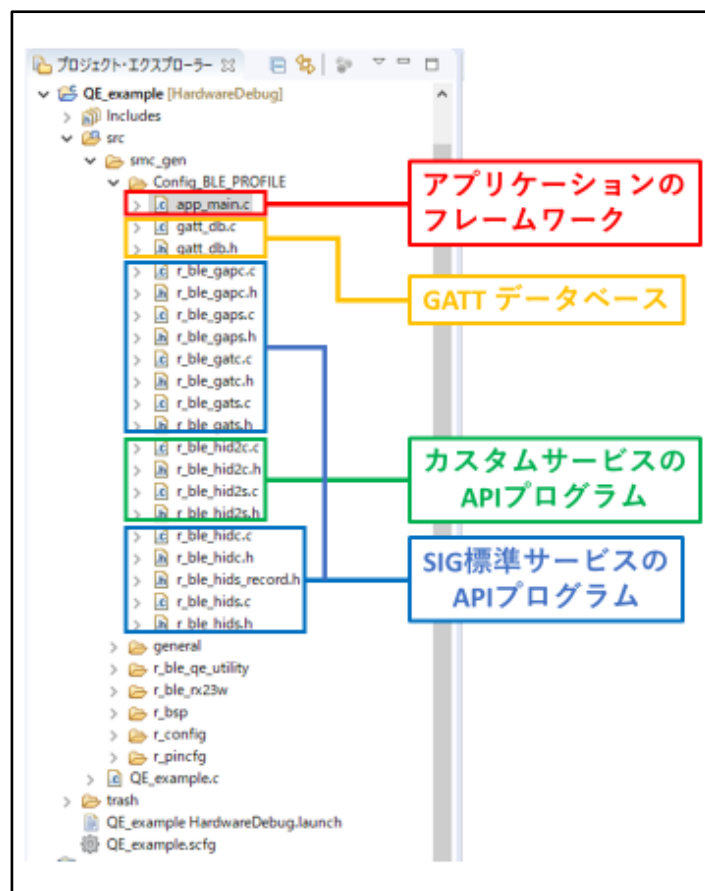 プロジェクト・エクスプローラー
QE_example [HardwareDebug]
Includes
src
smc_gen
Config_BLE_PROFILE
app_main.c
gatt_db.c
gatt_db.h
r_ble_gapc.c
r_ble_gapc.h
r_ble_gaps.c
r_ble_gaps.h
r_ble_gatc.c
r_ble_gatc.h
r_ble_gats.c
r_ble_gats.h
r_ble_hid2c.c
r_ble_hid2c.h
r_ble_hid2s.c
r_ble_hid2s.h
r_ble_hidc.c
r_ble_hidc.h
r_ble_hids_record.h
r_ble_hids.c
r_ble_hids.h
general
r_ble_qe_utility
r_ble_rx23w
r_bsp
r_config
r_pincfg
QE_example.c
trash
QE_example HardwareDebug.launch
QE_example.scfg
アプリケーションの
フレームワーク
GATT データベース
カスタムサービスの
APIプログラム
SIG標準サービスの
APIプログラム